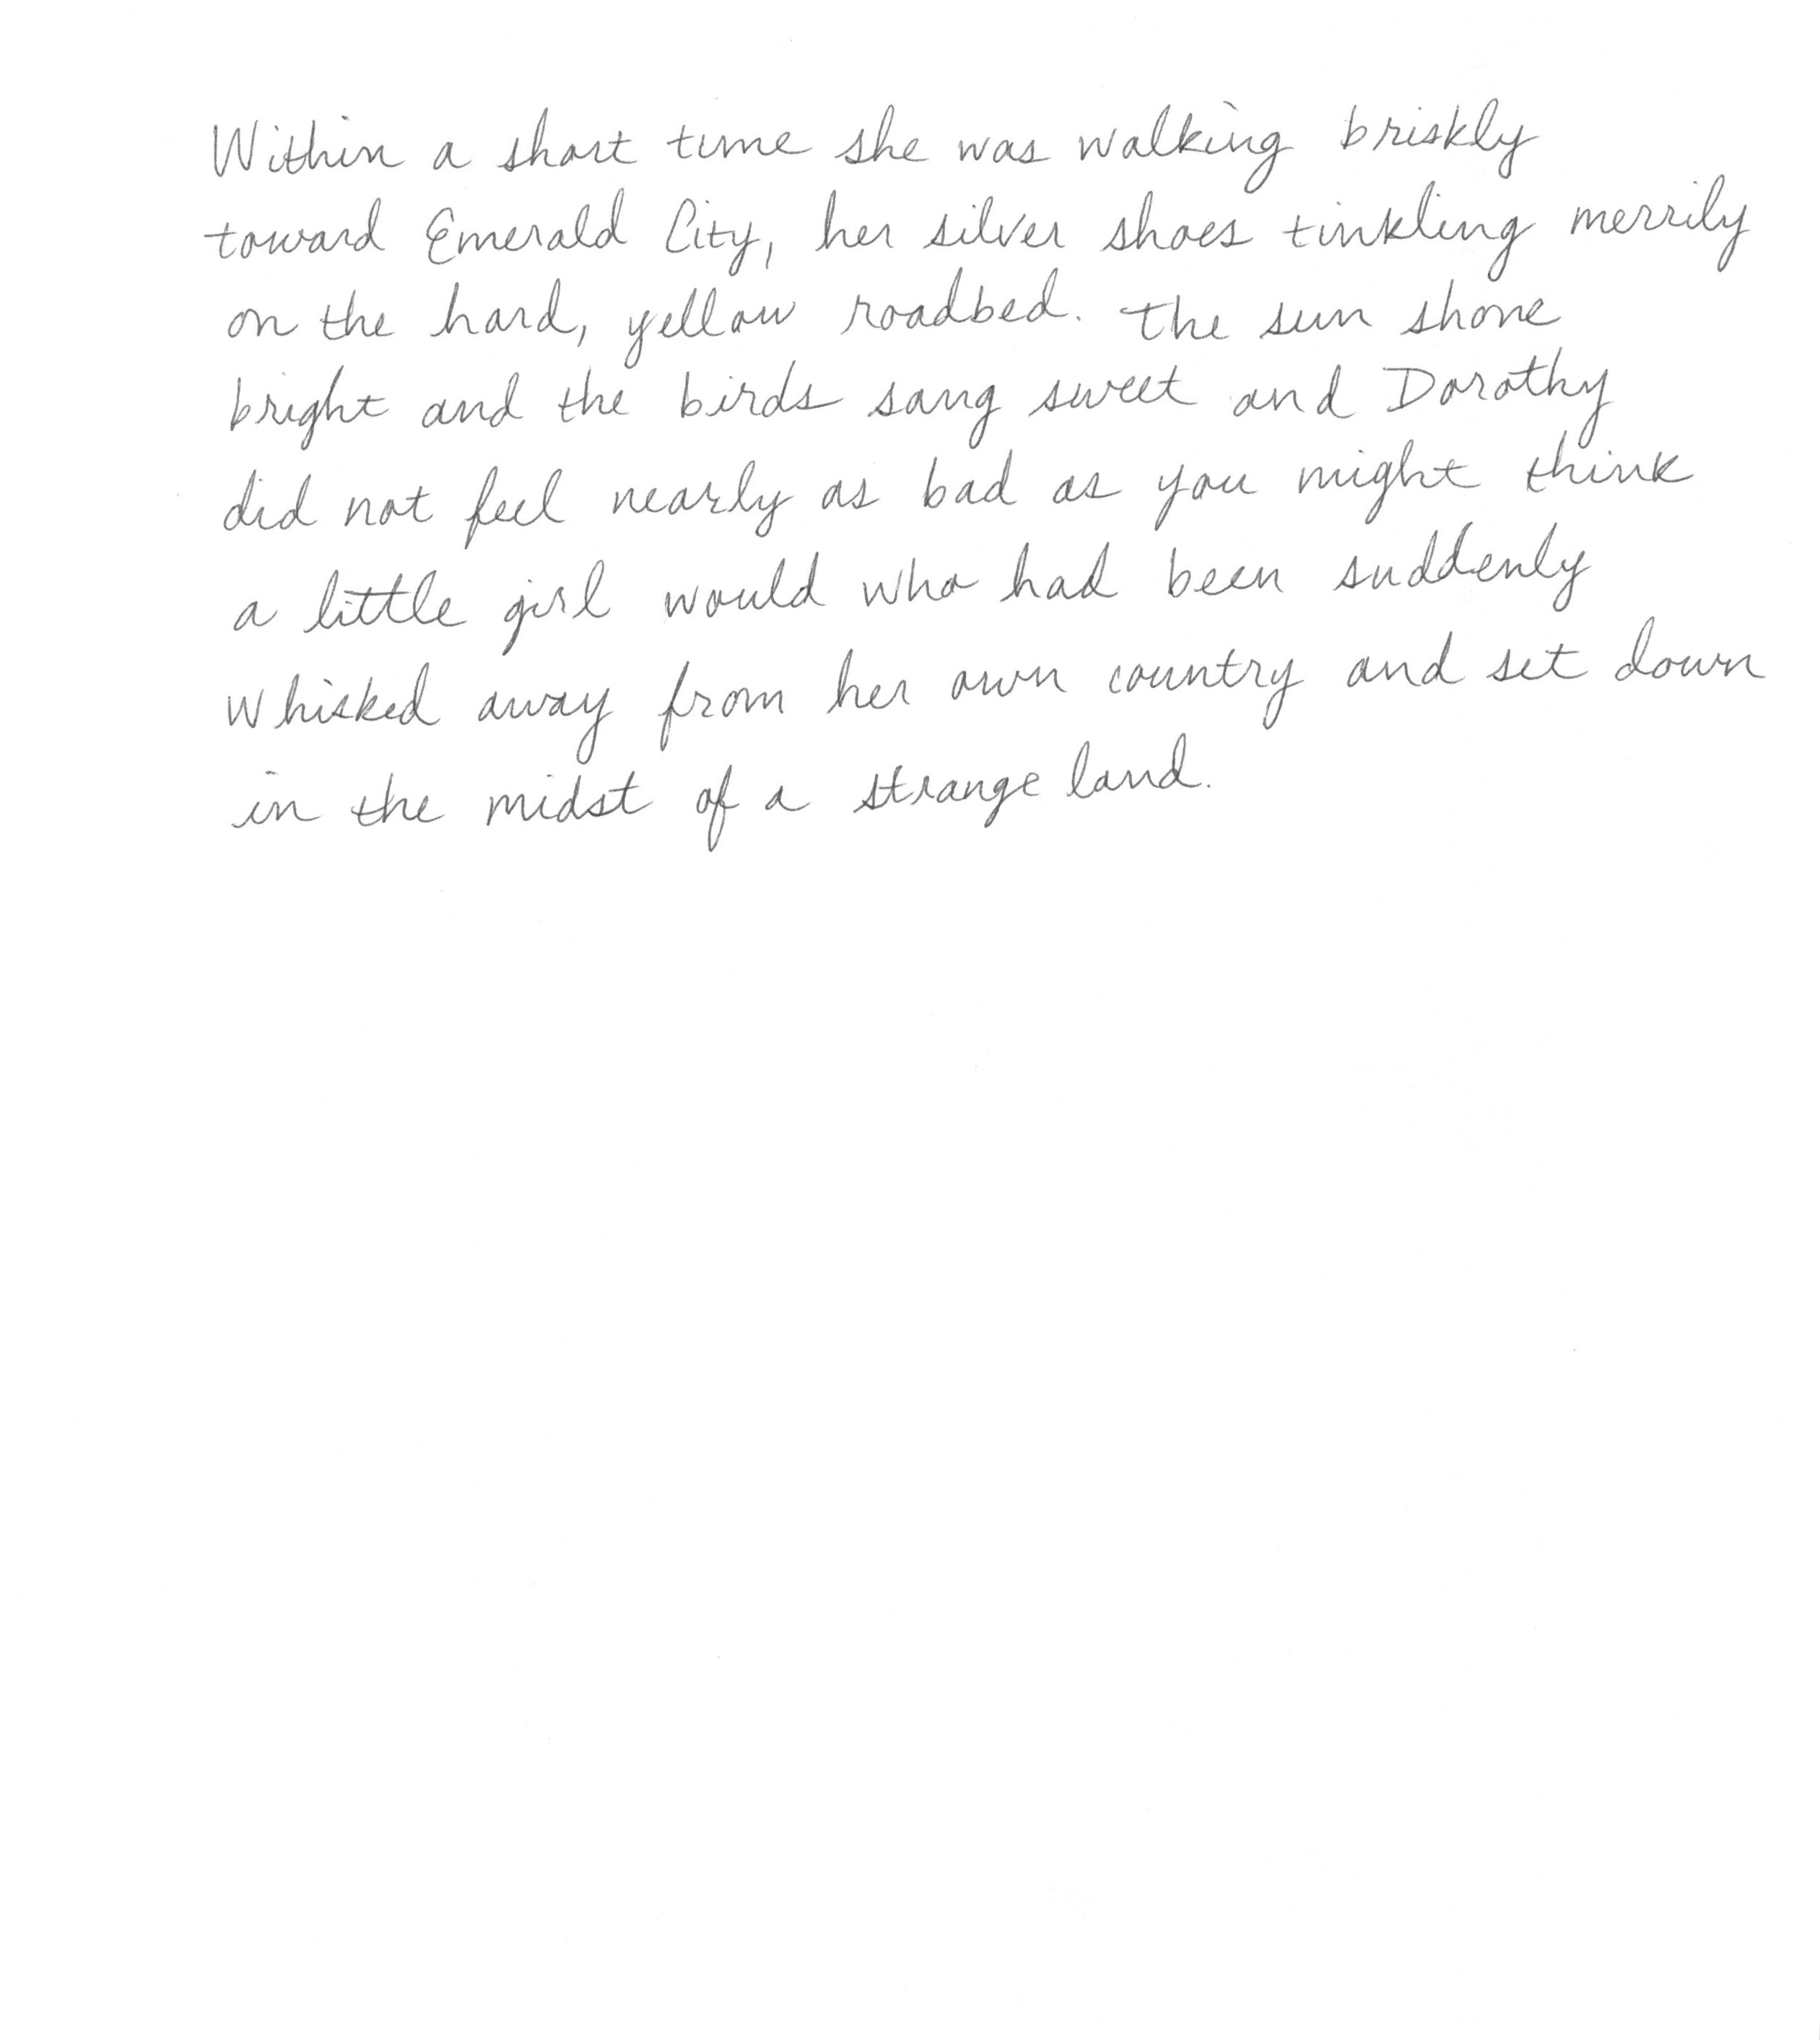 Within a short time she was walking briskly
toward Emerald City, her silver shoes tinkling merrily
on the hard, yellow roadbed. The sun shone
bright and the birds sang sweet and Dorothy
did not feel nearly as bad as you might think
a little girl would who had been suddenly
whisked away from her own country and set down
in the midst of a strange land.